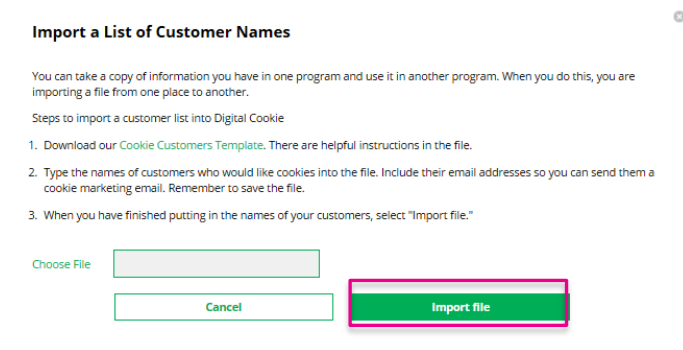 Import a List of Customer Names
You can take a copy of information you have in one program and use it in another program. When you do this, you are
importing a file from one place to another.
Steps to import a customer list into Digital Cookie
1. Download our Cookie Customers Template. There are helpful instructions in the file.
2. Type the names of customers who would like cookies into the file. Include their email addresses so you can send them a
cookie marketing email. Remember to save the file.
3. When you have finished putting in the names of your customers, select "Import file."
Choose File
Cancel
Import file